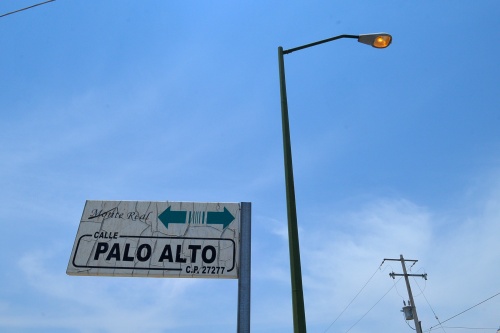 Monte Real
CALLE
PALO ALTO
C.P. 27277